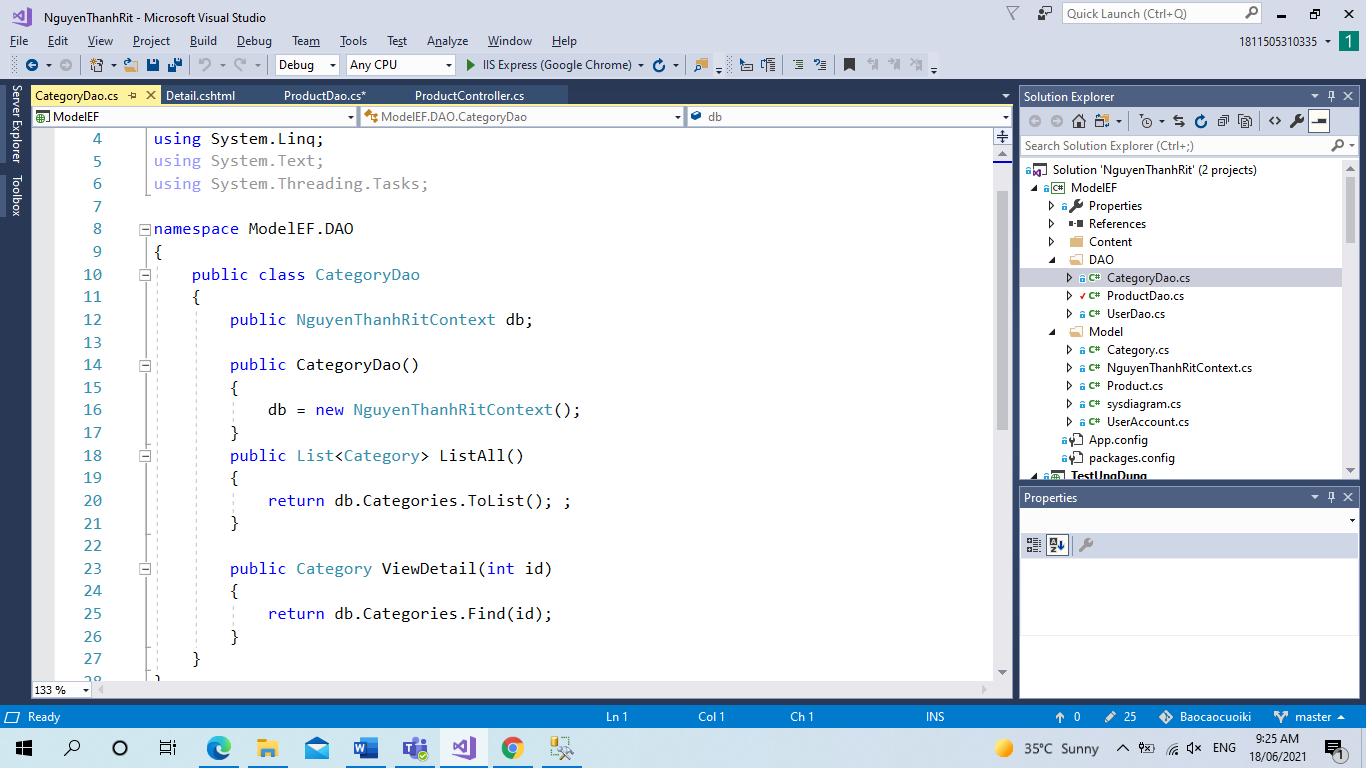 NguyenThanhRit - Microsoft Visual Studio
Quick Launch (Ctrl+Q)
File Edit View Project Build Debug Team Tools Test Analyze Window Help
1811505310335
1
Debug Any CPU IIS Express (Google Chrome)
Server Explorer
Toolbox
CategoryDao.cs Detail.cshtml ProductDao.cs* ProductController.cs
ModelEF ModelEF.DAO.CategoryDao db
4 using System.Linq;
5 using System.Text;
6 using System.Threading.Tasks;
7
8 namespace ModelEF.DAO
9 {
10 public class CategoryDao
11 {
12 public NguyenThanhRitContext db;
13
14 public CategoryDao()
15 {
16 db = new NguyenThanhRitContext();
17 }
18 public List<Category> ListAll()
19 {
20 return db.Categories.ToList(); ;
21 }
22
23 public Category ViewDetail(int id)
24 {
25 return db.Categories.Find(id);
26 }
27 }
28 }
133 %
Solution Explorer
Search Solution Explorer (Ctrl+;)
Solution 'NguyenThanhRit' (2 projects)
C# ModelEF
Properties
References
Content
DAO
C# CategoryDao.cs
C# ProductDao.cs
C# UserDao.cs
Model
C# Category.cs
C# NguyenThanhRitContext.cs
C# Product.cs
C# sysdiagram.cs
C# UserAccount.cs
App.config
packages.config
TestUngDung
Properties
Ready Ln 1 Col 1 Ch 1 INS 0 25 Baocaocuoiki master
35°C Sunny ENG 9:25 AM
18/06/2021
1